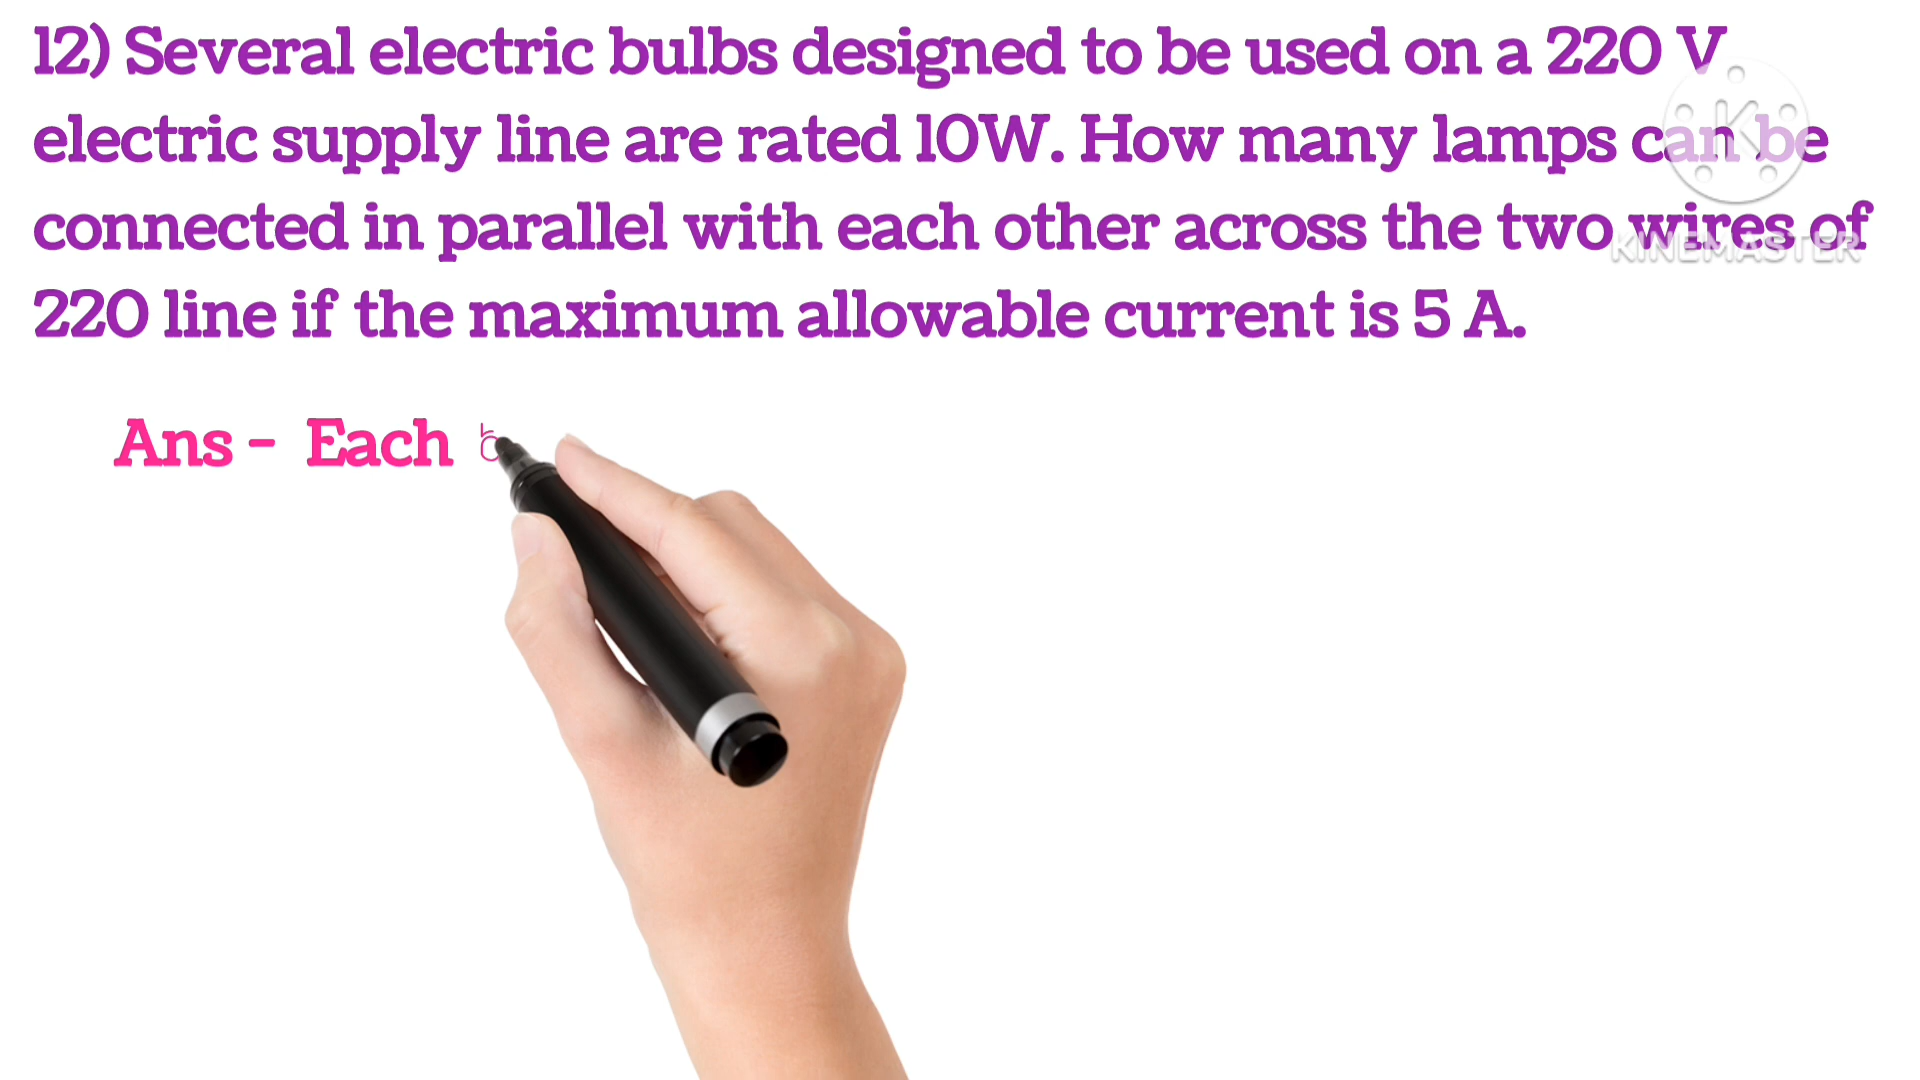 12) Several electric bulbs designed to be used on a 220 V
electric supply line are rated 10W. How many lamps can be
connected in parallel with each other across the two wires of
220 line if the maximum allowable current is 5 A.
KINEMASTER
Ans - Each